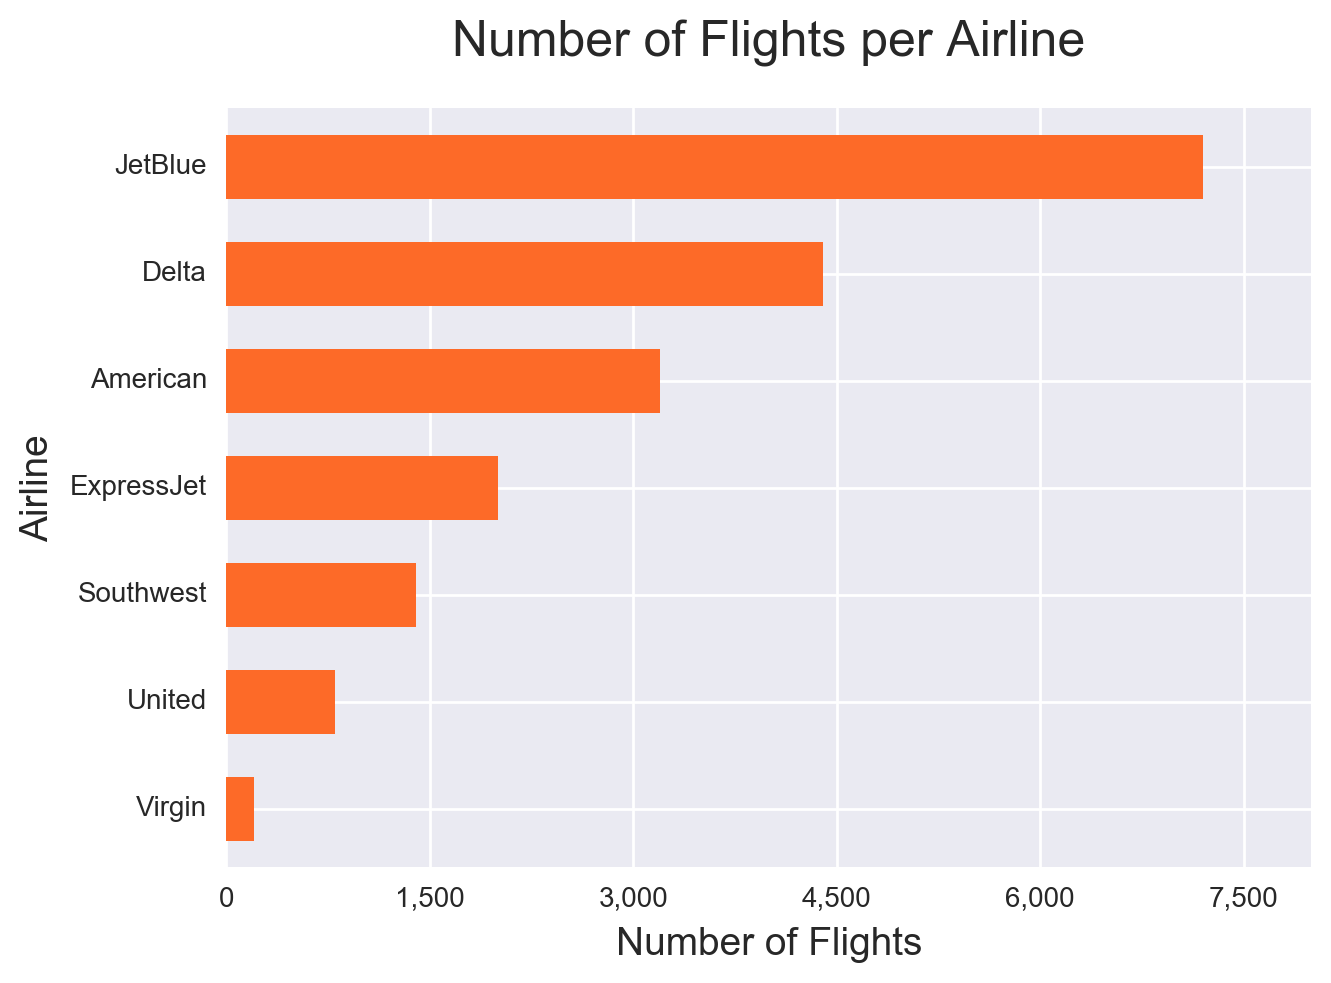 Number of Flights per Airline
JetBlue
Delta
American
ExpressJet
Southwest
United
Virgin
Airline
0 1,500 3,000 4,500 6,000 7,500
Number of Flights